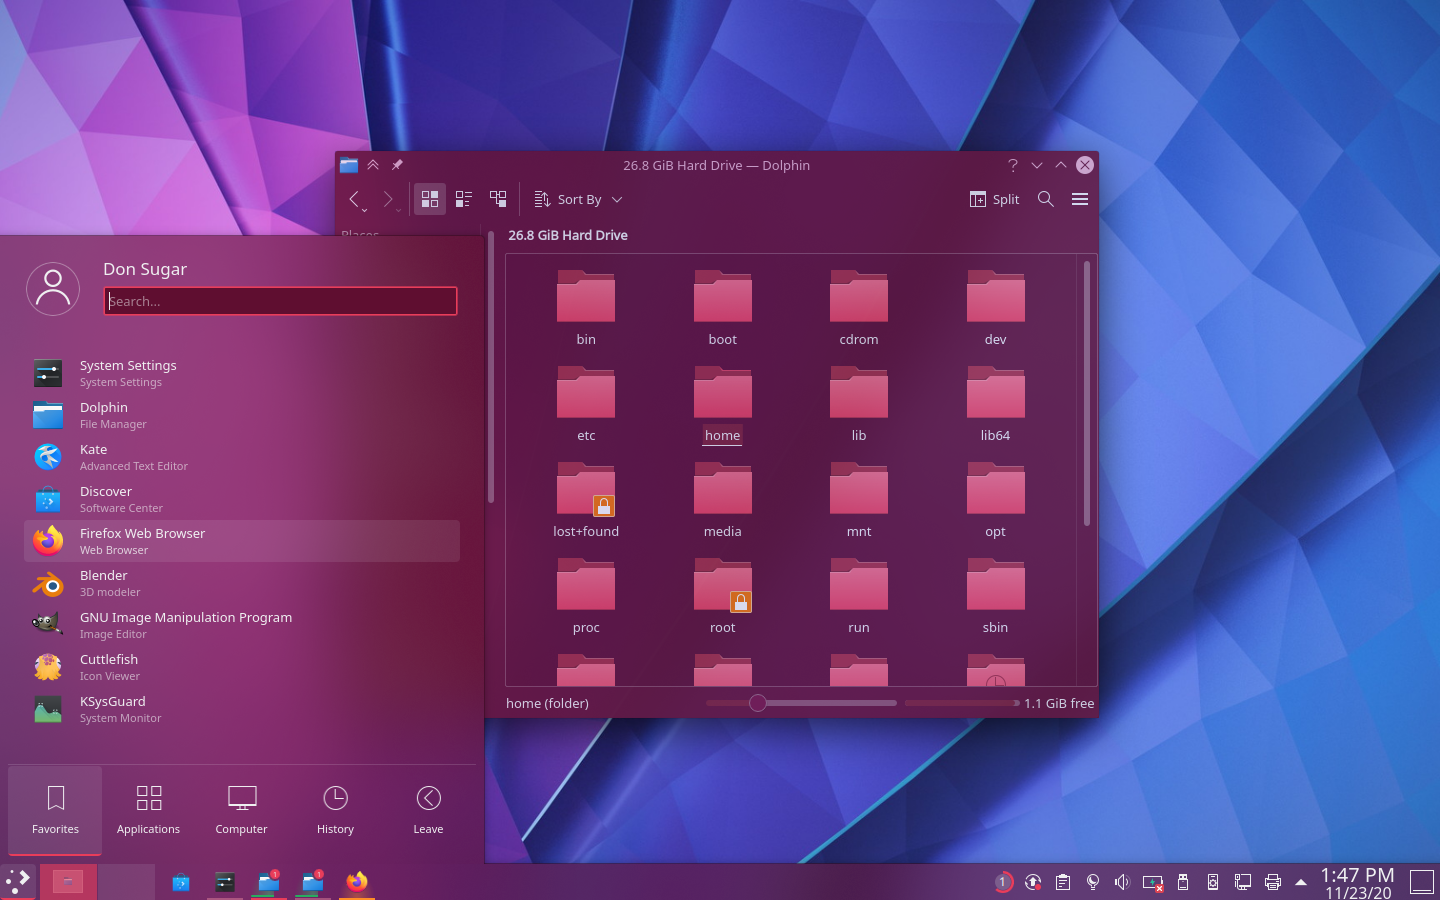 26.8 GiB Hard Drive — Dolphin
Sort By
Split
Places
26.8 GiB Hard Drive
bin
boot
cdrom
dev
etc
home
lib
lib64
lost+found
media
mnt
opt
proc
root
run
sbin
home (folder)
1.1 GiB free
Don Sugar
Search...
System Settings
System Settings
Dolphin
File Manager
Kate
Advanced Text Editor
Discover
Software Center
Firefox Web Browser
Web Browser
Blender
3D modeler
GNU Image Manipulation Program
Image Editor
Cuttlefish
Icon Viewer
KSysGuard
System Monitor
Favorites
Applications
Computer
History
Leave
1
1
1
1:47 PM
11/23/20